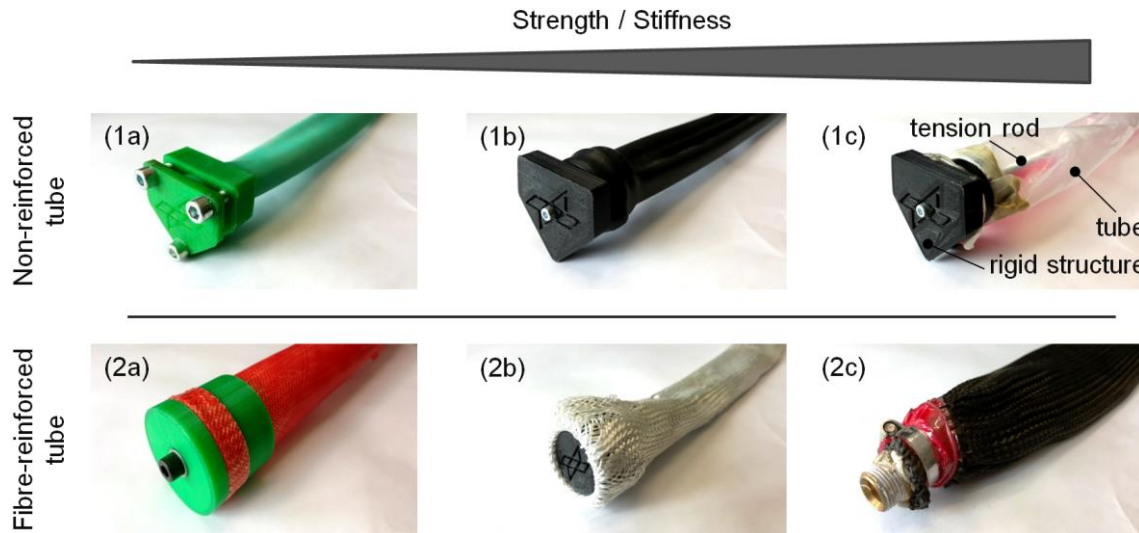 Strength / Stiffness
Non-reinforced
tube
(1a)
(1b)
(1c)
tension rod
tube
rigid structure
Fibre-reinforced
tube
(2a)
(2b)
(2c)